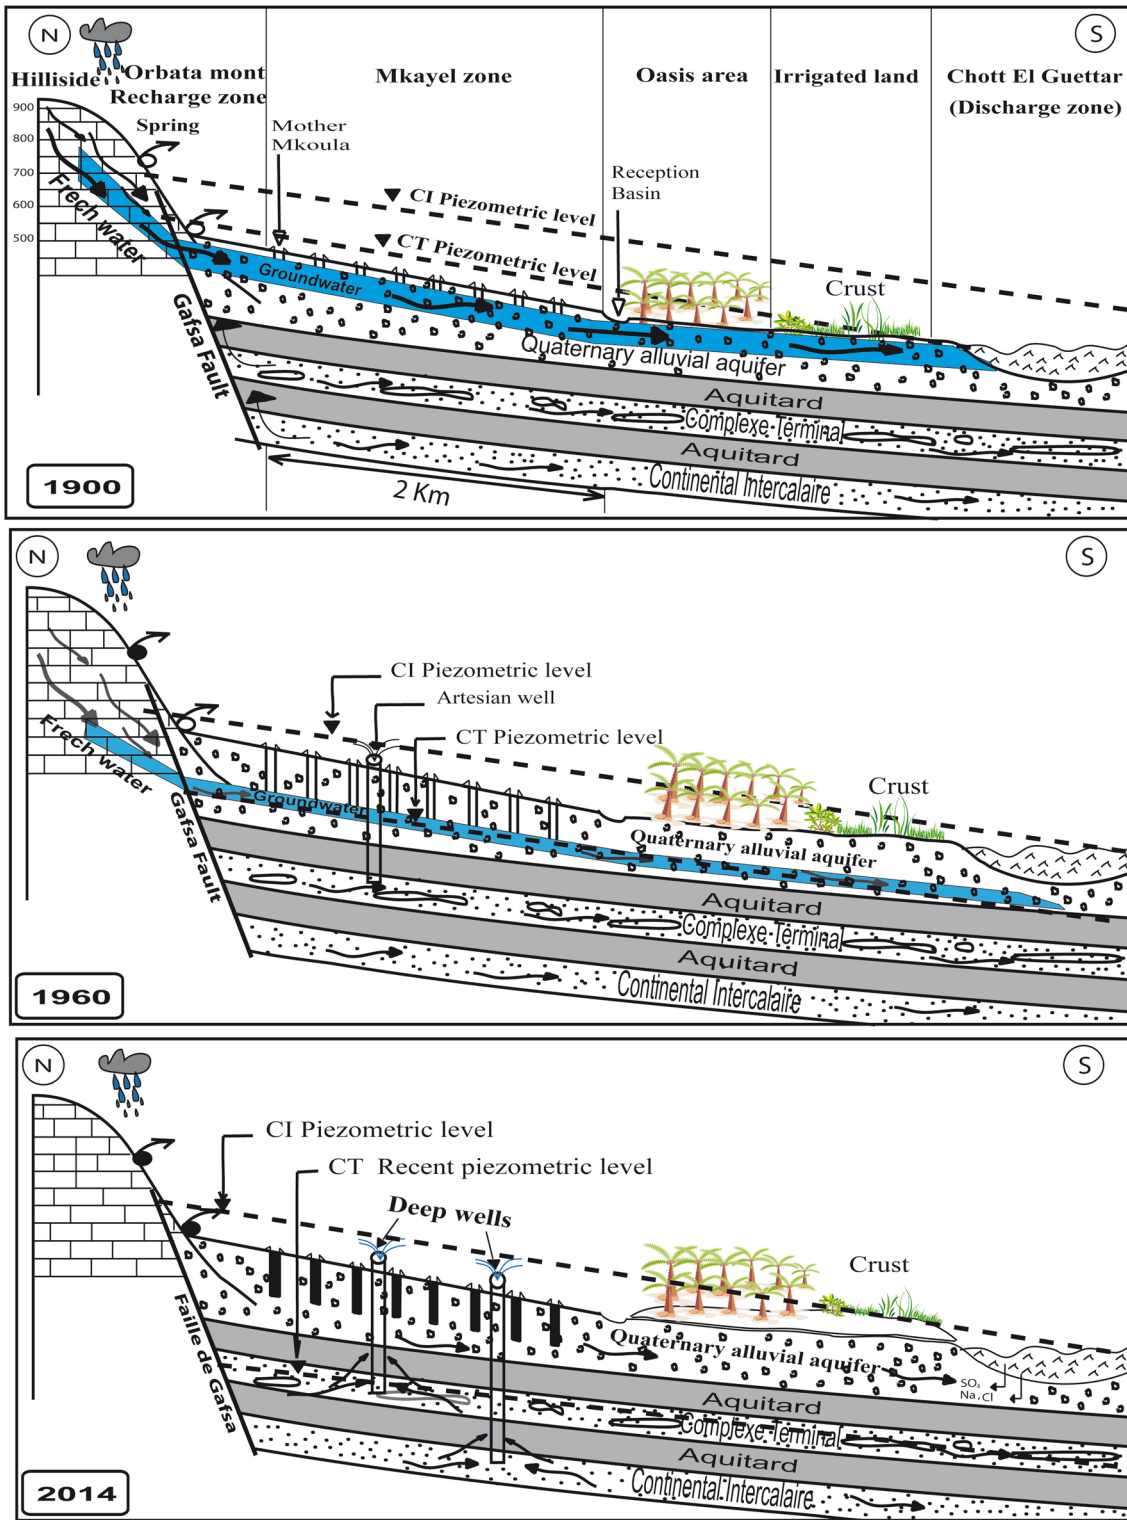 N
S
Hilliside
Orbata mont
Recharge zone
Mkayel zone
Oasis area
Irrigated land
Chott El Guettar
(Discharge zone)
900
800
700
600
500
Spring
Mother
Mkoula
Reception
Basin
CI Piezometric level
CT Piezometric level
Frech water
Groundwater
Crust
Gafsa Fault
Quaternary alluvial aquifer
Aquitard
Complexe Terminal
Aquitard
Continental Intercalaire
2 Km
1900
N
S
CI Piezometric level
Artesian well
CT Piezometric level
Frech water
Groundwater
Crust
Gafsa Fault
Quaternary alluvial aquifer
Aquitard
Complexe Terminal
Aquitard
Continental Intercalaire
1960
N
S
CI Piezometric level
CT Recent piezometric level
Deep wells
Crust
Faille de Gafsa
Quaternary alluvial aquifer
SO₄
Na,Cl
Aquitard
Complexe Terminal
Aquitard
Continental Intercalaire
2014